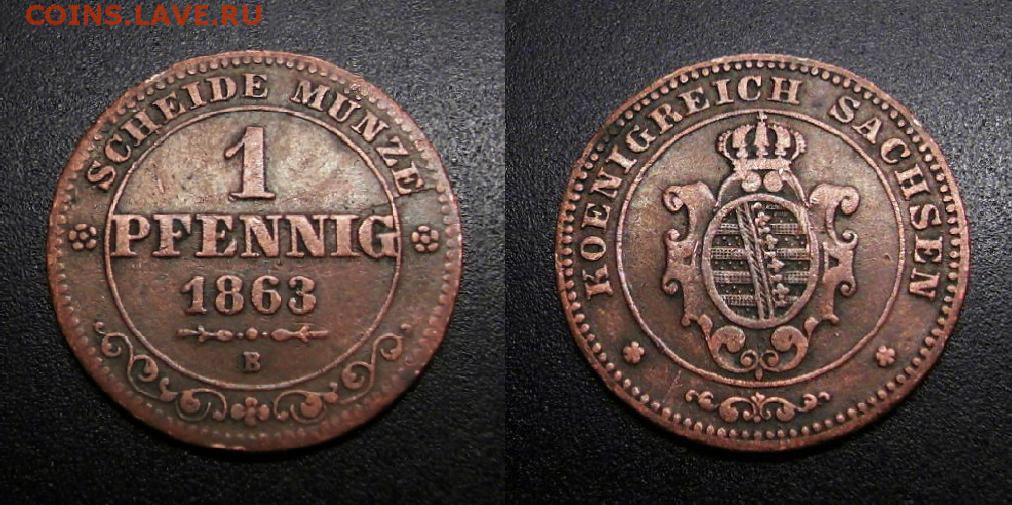 COINS.LAVE.RU
SCHEIDE MÜNZE
1
PFENNIG
1863
B
KOENIGREICH SACHSEN